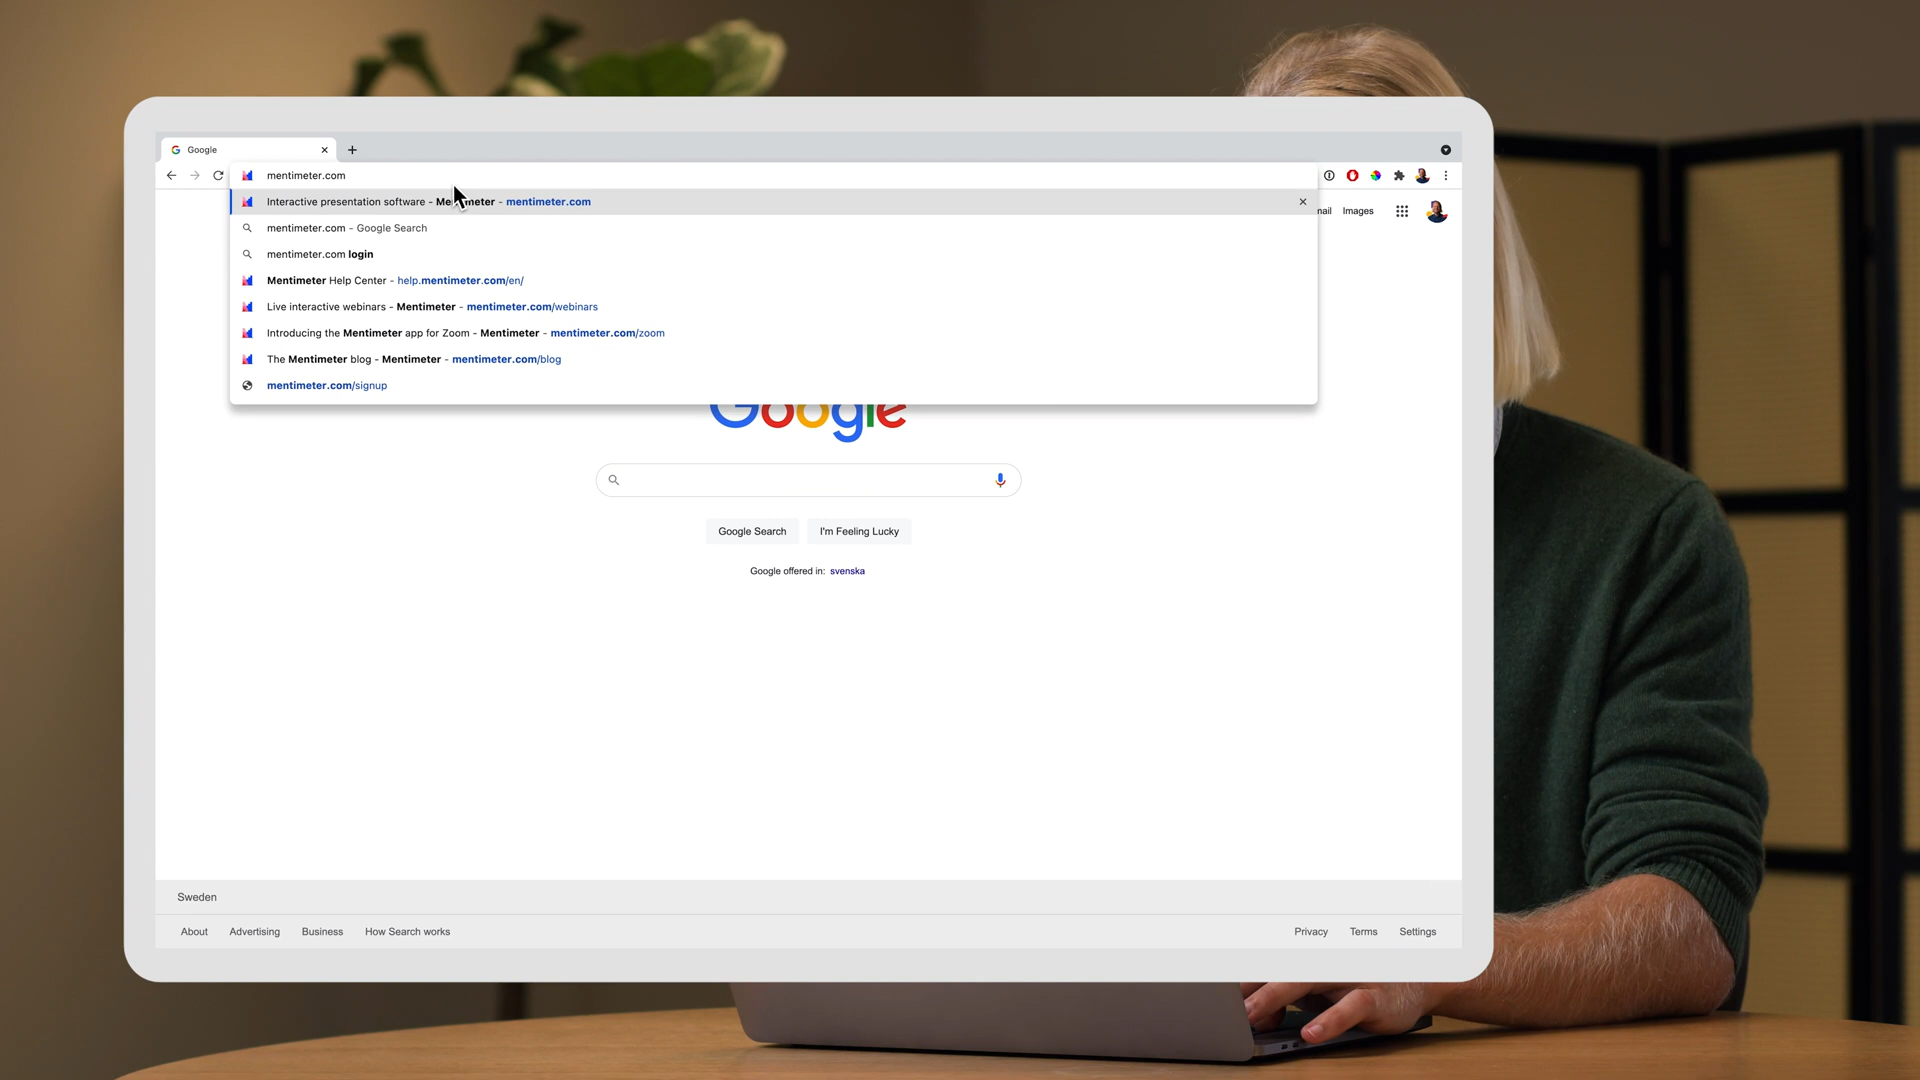 Google
mentimeter.com
Interactive presentation software - Mentimeter - mentimeter.com
mentimeter.com - Google Search
mentimeter.com login
Mentimeter Help Center - help.mentimeter.com/en/
Live interactive webinars - Mentimeter - mentimeter.com/webinars
Introducing the Mentimeter app for Zoom - Mentimeter - mentimeter.com/zoom
The Mentimeter blog - Mentimeter - mentimeter.com/blog
mentimeter.com/signup
Images
Google
Google Search
I'm Feeling Lucky
Google offered in: svenska
Sweden
About
Advertising
Business
How Search works
Privacy
Terms
Settings